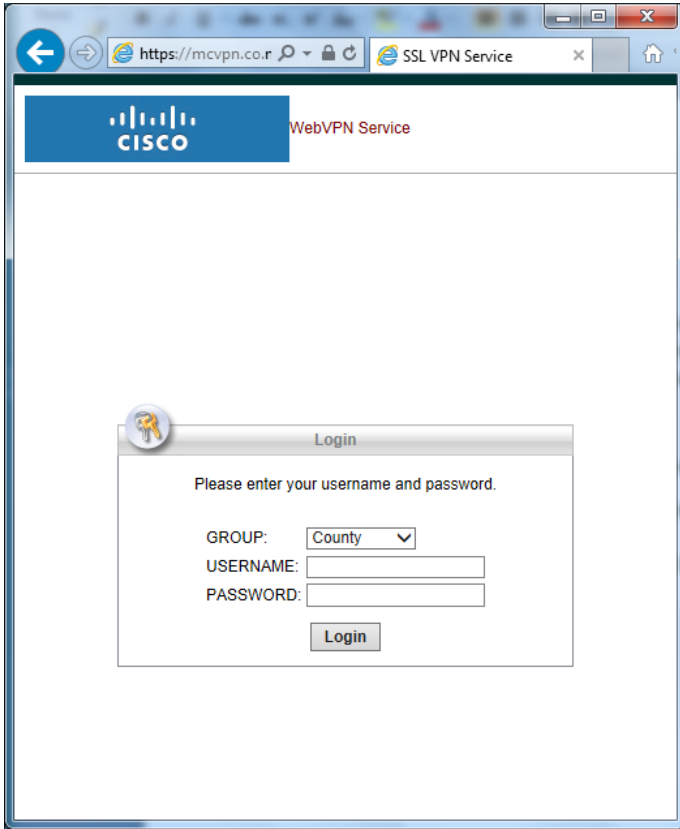 https://mcvpn.co.r
SSL VPN Service
CISCO
WebVPN Service
Login
Please enter your username and password.
GROUP: County
USERNAME:
PASSWORD:
Login